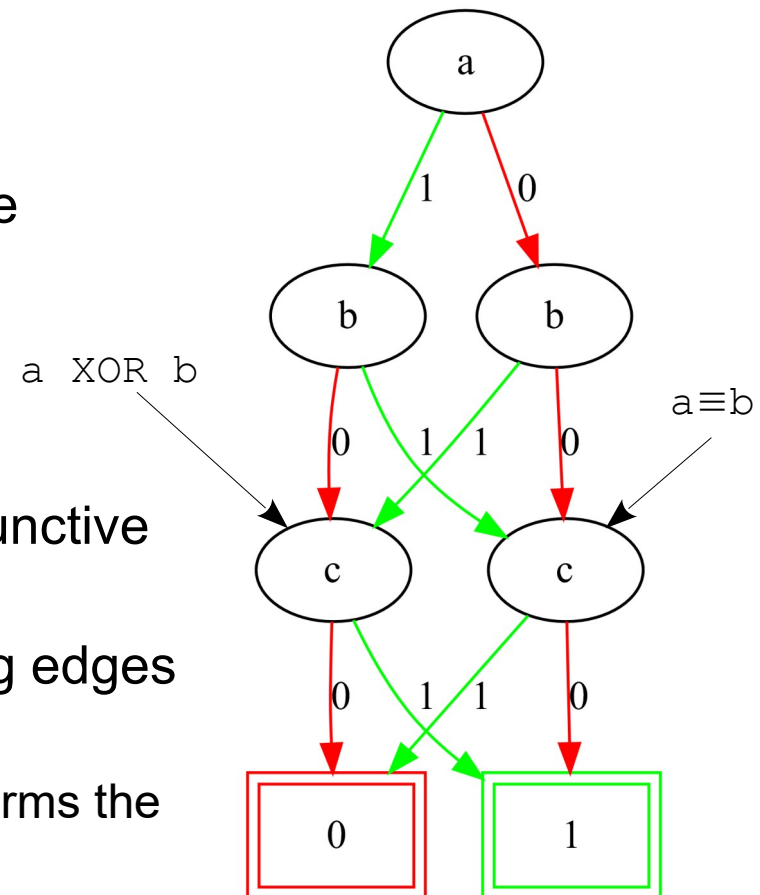 a
1 0
e
b b
a XOR b
a≡b
0 1 1 0
unctive
c c
g edges
0 1 1 0
rms the
0 1